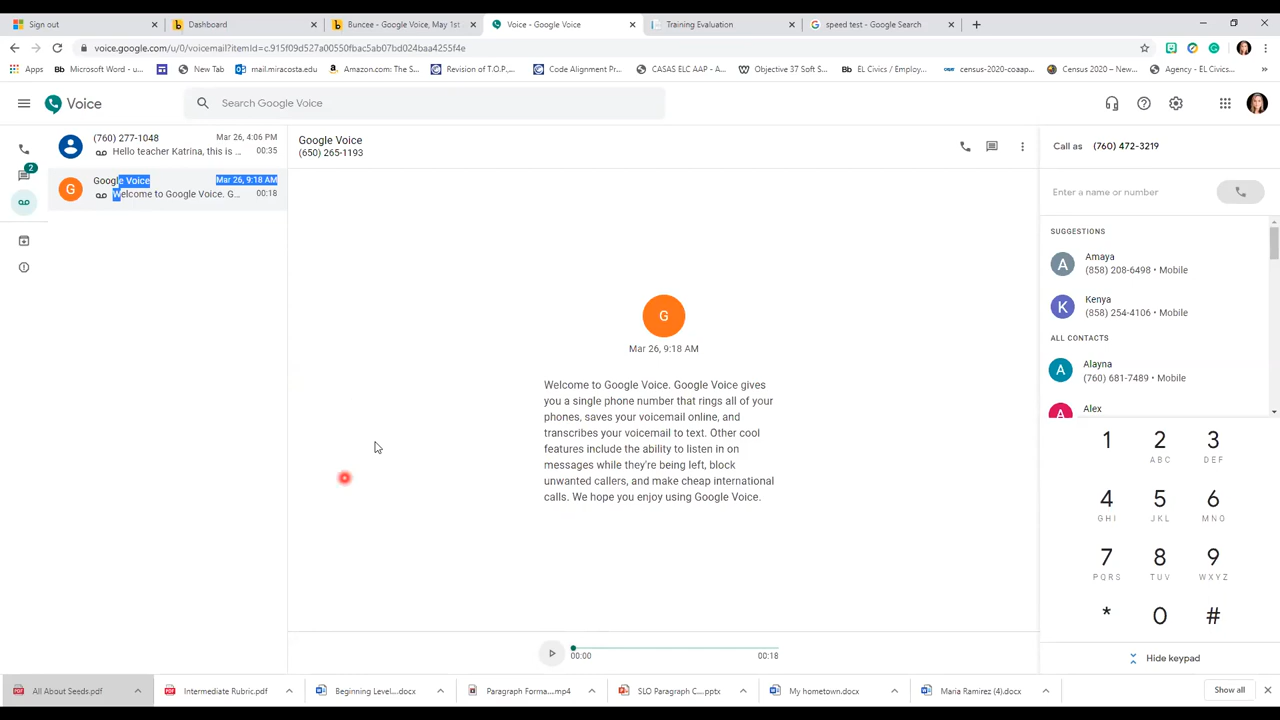 Sign out
Dashboard
Buncee - Google Voice, May 1st
Voice - Google Voice
Training Evaluation
speed test - Google Search
voice.google.com/u/0/voicemail?itemId=c.915f09d527a00550fbac5ab07bd024baa4255f4e
Apps
Bb Microsoft Word - u...
New Tab
mail.miracosta.edu
Amazon.com: The S...
Revision of T.O.P,...
Code Alignment Pr...
CASAS ELC AAP - A...
Objective 37 Soft S...
Bb EL Civics / Employ...
census-2020-coaap...
Census 2020 – New...
Agency - EL Civics...
Voice
Search Google Voice
2
(760) 277-1048
Mar 26, 4:06 PM
Hello teacher Katrina, this is ...
00:35
G
Google Voice
Mar 26, 9:18 AM
Welcome to Google Voice. G...
00:18
Google Voice
(650) 265-1193
G
Mar 26, 9:18 AM
Welcome to Google Voice. Google Voice gives
you a single phone number that rings all of your
phones, saves your voicemail online, and
transcribes your voicemail to text. Other cool
features include the ability to listen in on
messages while they're being left, block
unwanted callers, and make cheap international
calls. We hope you enjoy using Google Voice.
00:00
00:18
Call as (760) 472-3219
Enter a name or number
SUGGESTIONS
A
Amaya
(858) 208-6498 • Mobile
K
Kenya
(858) 254-4106 • Mobile
ALL CONTACTS
A
Alayna
(760) 681-7489 • Mobile
A
Alex
1 2 3
ABC DEF
4 5 6
GHI JKL MNO
7 8 9
PQRS TUV WXYZ
* 0 #
Hide keypad
All About Seeds.pdf
Intermediate Rubric.pdf
Beginning Level....docx
Paragraph Forma....mp4
SLO Paragraph C....pptx
My hometown.docx
Maria Ramirez (4).docx
Show all